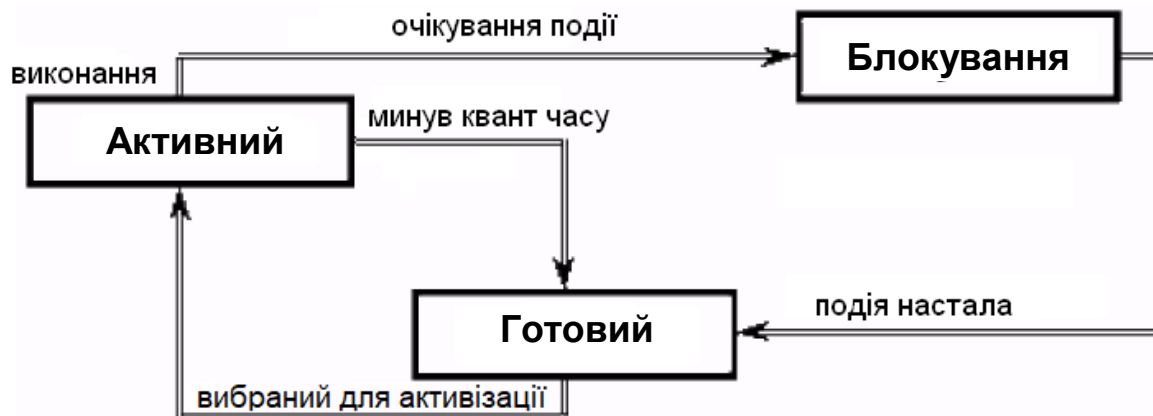 очікування події
Блокування
виконання
Активний
минув квант часу
подія настала
Готовий
вибраний для активізації